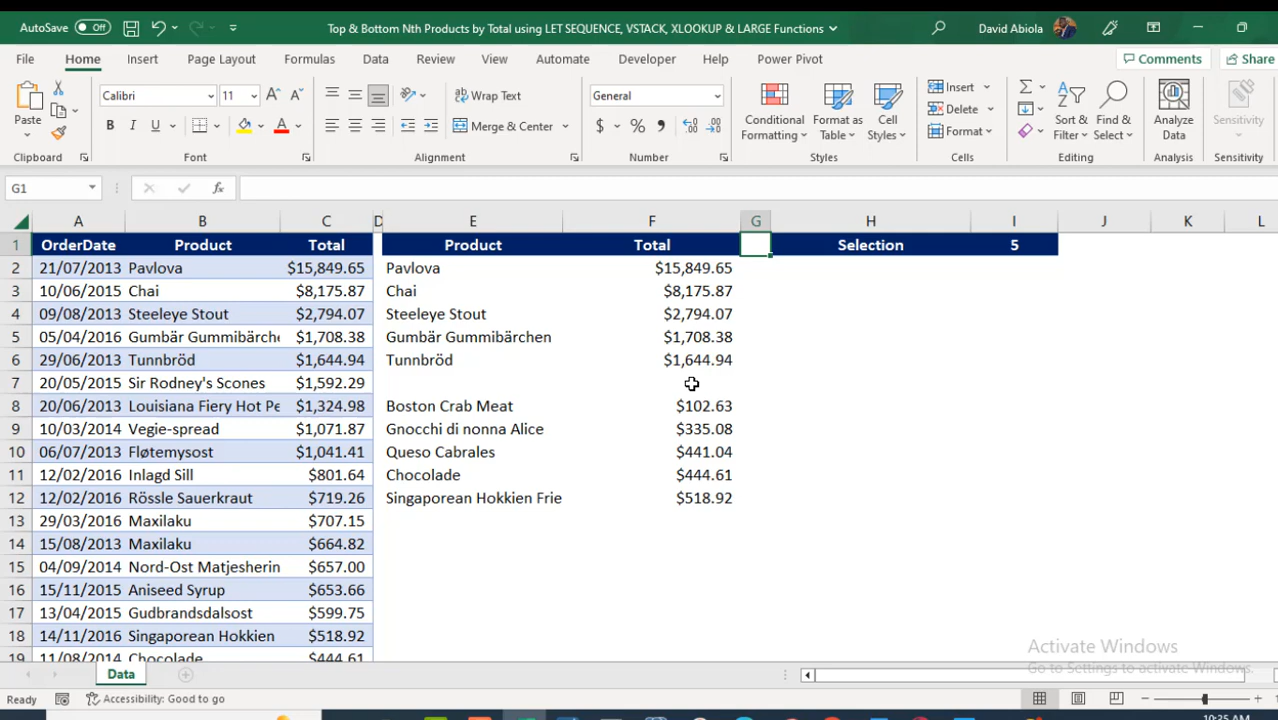 AutoSave Off Top & Bottom Nth Products by Total using LET SEQUENCE, VSTACK, XLOOKUP & LARGE Functions David Abiola
File Home Insert Page Layout Formulas Data Review View Automate Developer Help Power Pivot Comments Share
Paste Calibri 11 Wrap Text General Conditional Formatting Format as Table Cell Styles Insert Delete Format Sort & Filter Find & Select Analyze Data Sensitivity
B I U Merge & Center $ % ,
Clipboard Font Alignment Number Styles Cells Editing Analysis Sensitivity
G1 fx
A B C D E F G H I J K L
1 OrderDate Product Total Product Total Selection 5
2 21/07/2013 Pavlova $15,849.65 Pavlova $15,849.65
3 10/06/2015 Chai $8,175.87 Chai $8,175.87
4 09/08/2013 Steeleye Stout $2,794.07 Steeleye Stout $2,794.07
5 05/04/2016 Gumbär Gummibärche $1,708.38 Gumbär Gummibärchen $1,708.38
6 29/06/2013 Tunnbröd $1,644.94 Tunnbröd $1,644.94
7 20/05/2015 Sir Rodney's Scones $1,592.29
8 20/06/2013 Louisiana Fiery Hot Pe $1,324.98 Boston Crab Meat $102.63
9 10/03/2014 Vegie-spread $1,071.87 Gnocchi di nonna Alice $335.08
10 06/07/2013 Fløtemysost $1,041.41 Queso Cabrales $441.04
11 12/02/2016 Inlagd Sill $801.64 Chocolade $444.61
12 12/02/2016 Rössle Sauerkraut $719.26 Singaporean Hokkien Frie $518.92
13 29/03/2016 Maxilaku $707.15
14 15/08/2013 Maxilaku $664.82
15 04/09/2014 Nord-Ost Matjesherin $657.00
16 15/11/2015 Aniseed Syrup $653.66
17 13/04/2015 Gudbrandsdalsost $599.75
18 14/11/2016 Singaporean Hokkien $518.92
19 11/08/2014 Chocolade $444.61
Activate Windows
Go to Settings to activate Windows.
Data
Ready Accessibility: Good to go